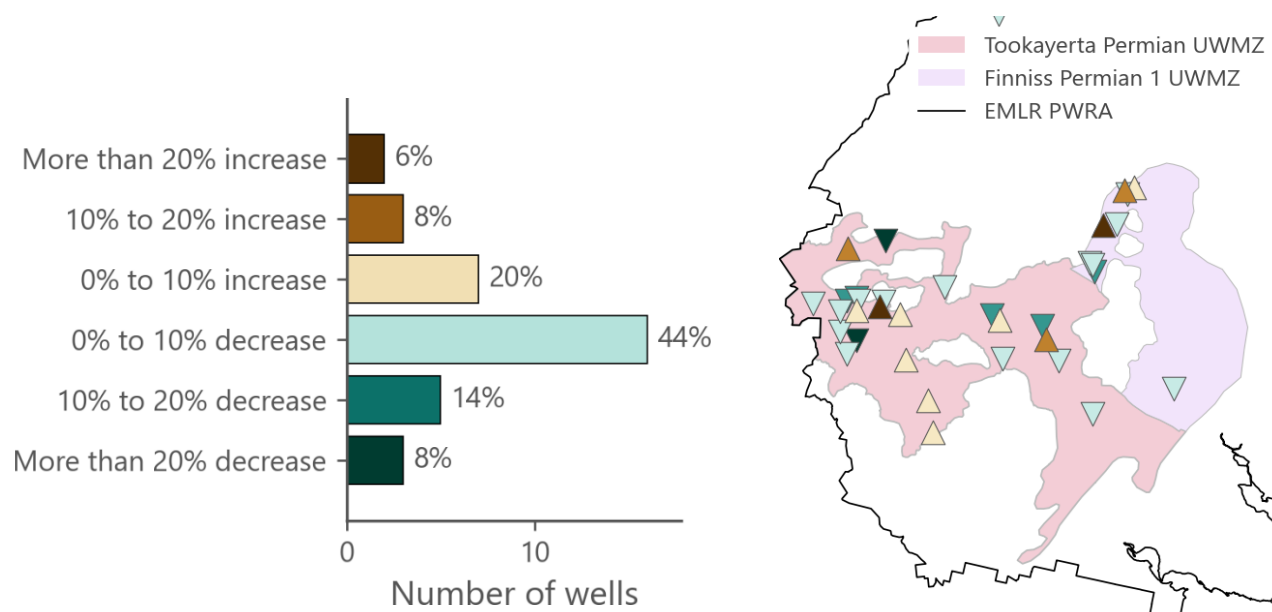 More than 20% increase
6%
10% to 20% increase
8%
0% to 10% increase
20%
0% to 10% decrease
44%
10% to 20% decrease
14%
More than 20% decrease
8%
0
10
Number of wells
Tookayerta Permian UWMZ
Finniss Permian 1 UWMZ
EMLR PWRA